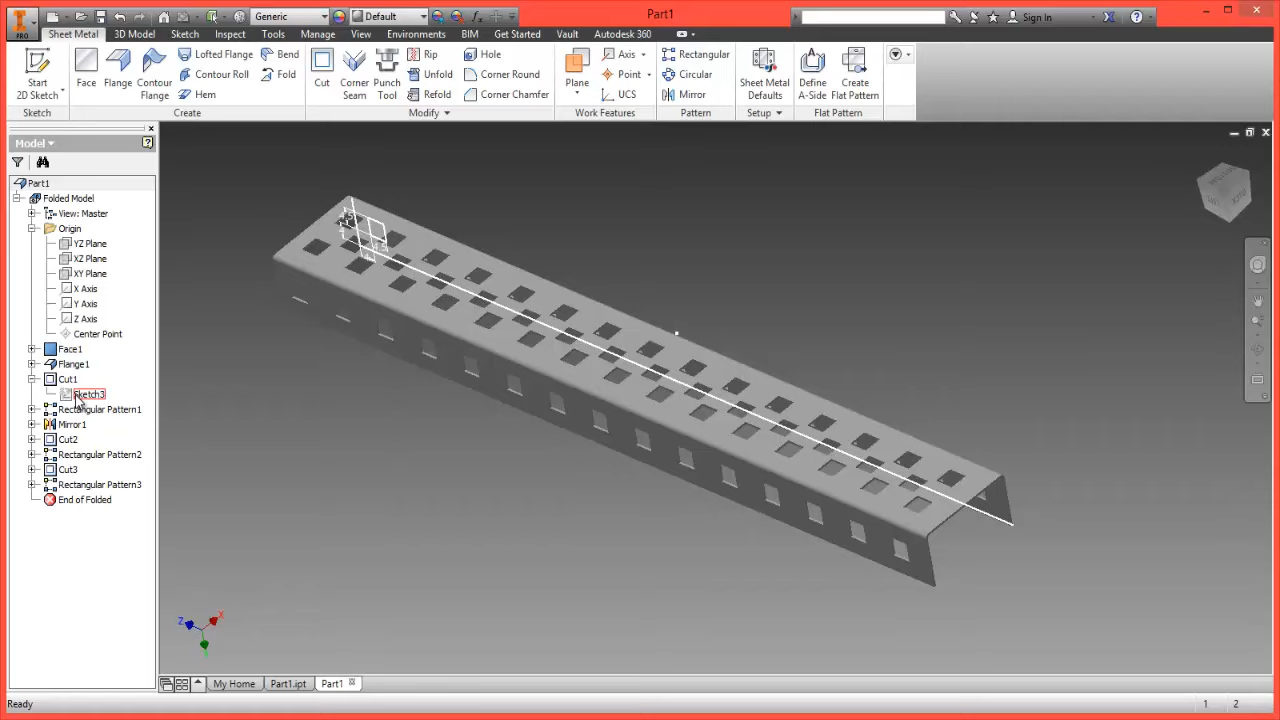 Generic
Default
Part1
Sign In
PRO
Sheet Metal
3D Model
Sketch
Inspect
Tools
Create
Manage
View
Environments
BIM
Get Started
Vault
Autodesk 360
Start
2D Sketch
Sketch
Face
Flange
Contour
Flange
Lofted Flange
Contour Roll
Hem
Bend
Fold
Create
Cut
Corner
Seam
Punch
Tool
Rip
Unfold
Refold
Hole
Corner Round
Corner Chamfer
Modify
Plane
Axis
Point
UCS
Work Features
Rectangular
Circular
Mirror
Pattern
Sheet Metal
Defaults
Setup
Define
A-Side
Create
Flat Pattern
Flat Pattern
Model
Part1
Folded Model
View: Master
Origin
YZ Plane
XZ Plane
XY Plane
X Axis
Y Axis
Z Axis
Center Point
Face1
Flange1
Cut1
Sketch3
Rectangular Pattern1
Mirror1
Cut2
Rectangular Pattern2
Cut3
Rectangular Pattern3
End of Folded
Z
X
My Home
Part1.ipt
Part1
Ready
1
2